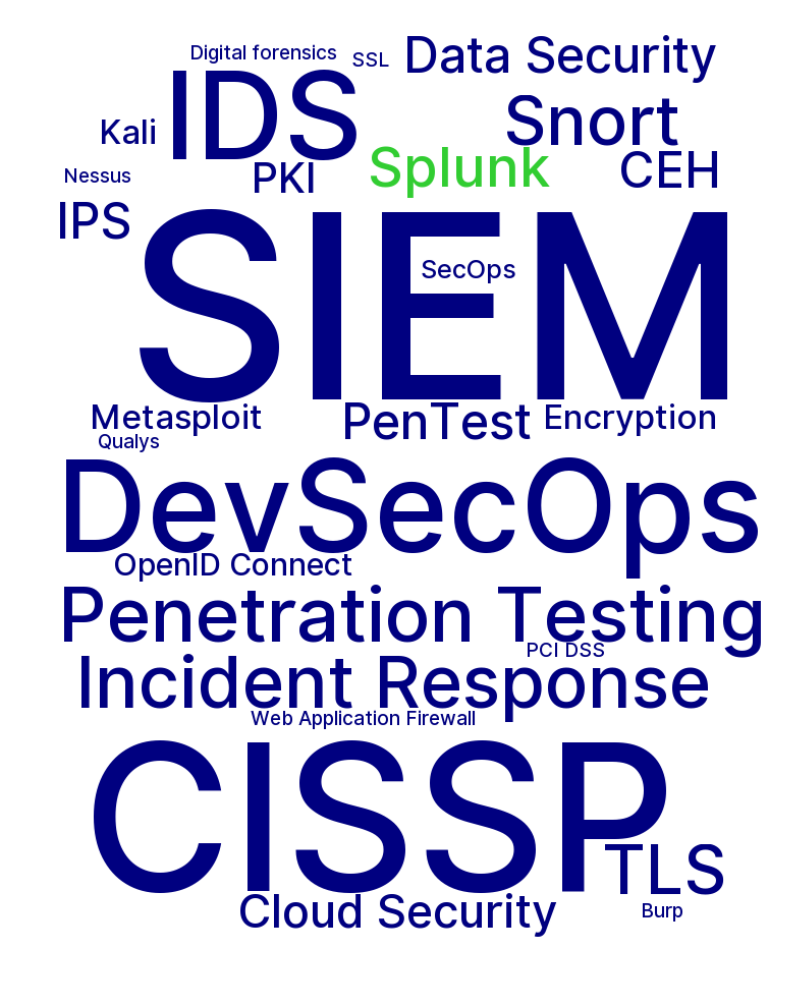 Digital forensics
SSL
Data Security
IDS
Snort
Kali
Splunk
CEH
Nessus
PKI
IPS
SIEM
SecOps
Metasploit
PenTest
Encryption
Qualys
DevSecOps
OpenID Connect
Penetration Testing
PCI DSS
Incident Response
Web Application Firewall
CISSP
TLS
Cloud Security
Burp